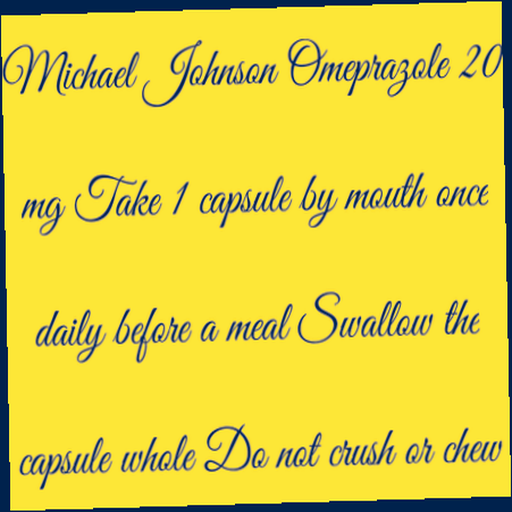 Michael Johnson Omeprazole 20
mg Take 1 capsule by mouth once
daily before a meal Swallow the
capsule whole Do not crush or chew